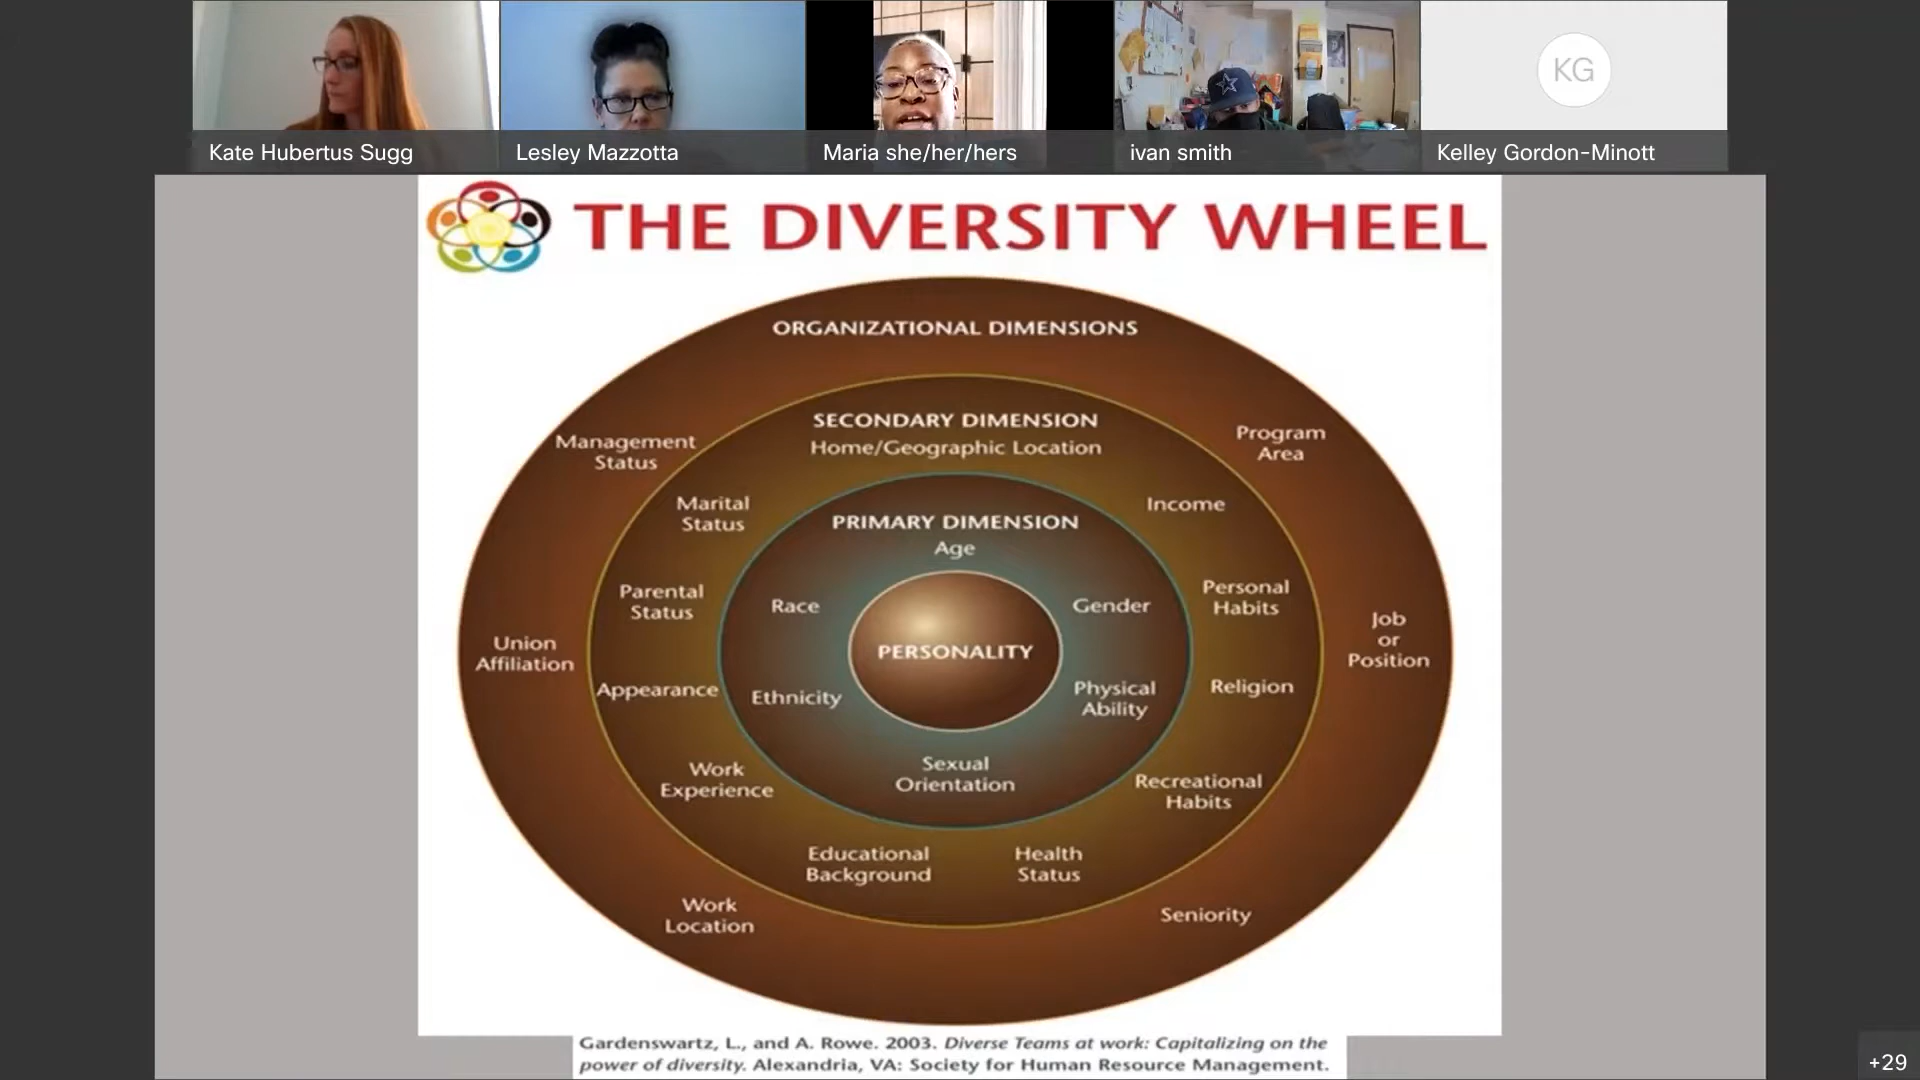 Kate Hubertus Sugg
Lesley Mazzotta
Maria she/her/hers
ivan smith
KG
Kelley Gordon-Minott
THE DIVERSITY WHEEL
ORGANIZATIONAL DIMENSIONS
SECONDARY DIMENSION
Home/Geographic Location
Management
Status
Program
Area
Marital
Status
Income
PRIMARY DIMENSION
Age
Parental
Status
Race
Gender
Personal
Habits
Union
Affiliation
PERSONALITY
Job
or
Position
Appearance
Ethnicity
Physical
Ability
Religion
Work
Experience
Sexual
Orientation
Recreational
Habits
Educational
Background
Health
Status
Work
Location
Seniority
Gardenswartz, L., and A. Rowe. 2003. Diverse Teams at work: Capitalizing on the
power of diversity. Alexandria, VA: Society for Human Resource Management.
+29